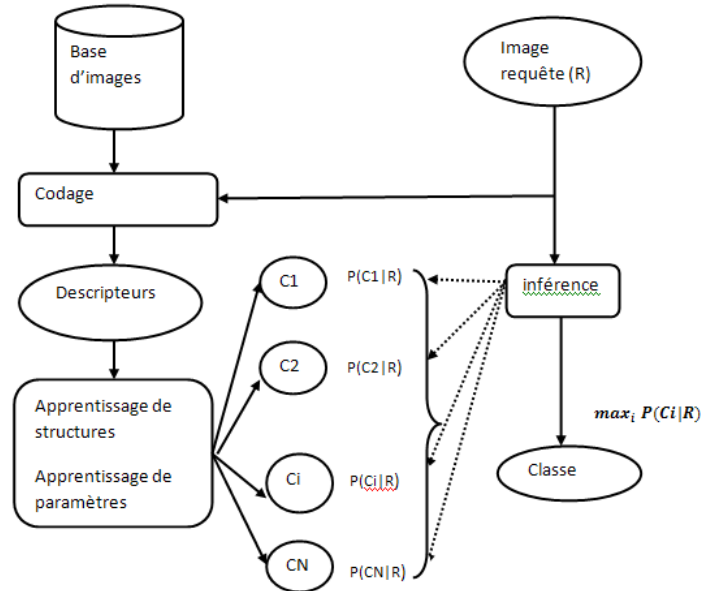 Base
d'images
Image
requête (R)
Codage
Descripteurs
C1
P(C1|R)
inférence
C2
P(C2|R)
Apprentissage de
structures
Apprentissage de
paramètres
max_i P(Ci|R)
Ci
P(Ci|R)
Classe
CN
P(CN|R)